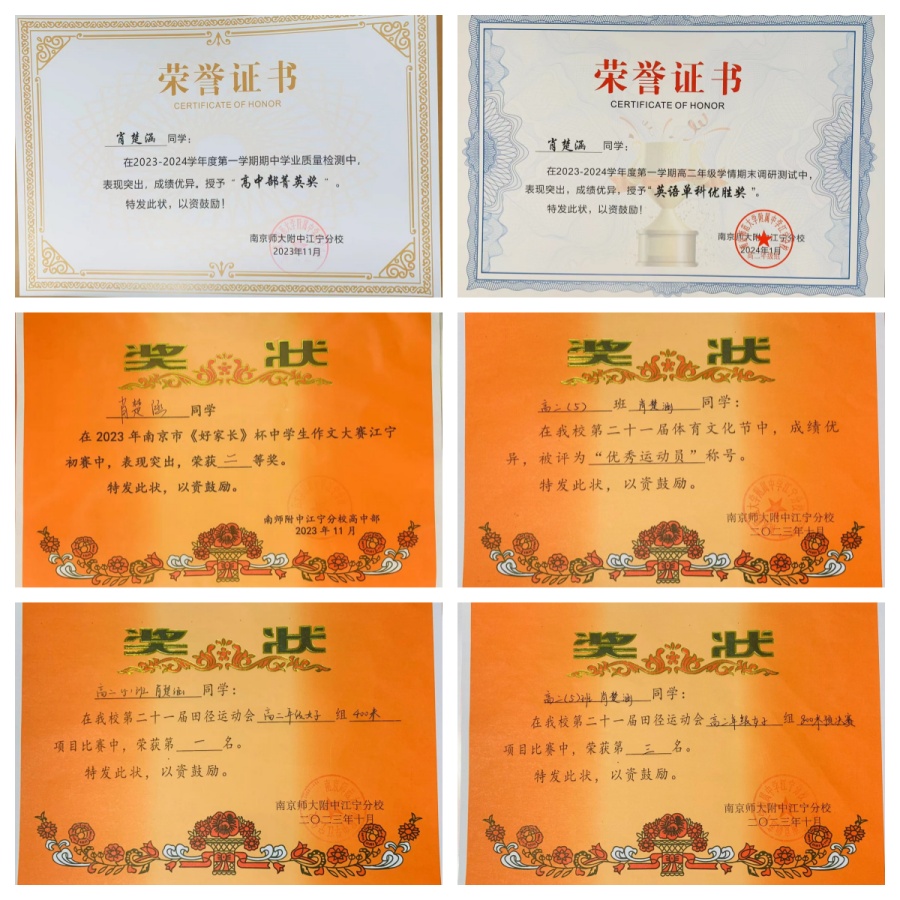 荣誉证书
CERTIFICATE OF HONOR
肖楚涵 同学：
在2023-2024学年度第一学期期中学业质量检测中，
表现突出，成绩优异，授予“高中部菁英奖”。
特发此状，以资鼓励！
南京师大附中江宁分校
2023年11月
荣誉证书
CERTIFICATE OF HONOR
肖楚涵 同学：
在2023-2024学年度第一学期高二年级学情期末调研测试中，
表现突出，成绩优异，授予“英语单科优胜奖”。
特发此状，以资鼓励！
南京师大附中江宁分校
2024年1月
奖状
肖楚涵 同学
在2023年南京市《好家长》杯中学生作文大赛江宁
初赛中，表现突出，荣获 二 等奖。
特发此状，以资鼓励。
南师附中江宁分校高中部
2023年11月
奖状
高二（5） 班 肖楚涵 同学：
在我校第二十一届体育文化节中，成绩优
异，被评为“优秀运动员”称号。
特发此状，以资鼓励。
南京师大附中江宁分校
二〇二三年十月
奖状
高二（5）班 肖楚涵 同学：
在我校第二十一届田径运动会 高二年级女子 组 400米
项目比赛中，荣获第 一 名。
特发此状，以资鼓励。
南京师大附中江宁分校
二〇二三年十月
奖状
高二（5）班 肖楚涵 同学：
在我校第二十一届田径运动会 高二年级女子 组 800米预决赛
项目比赛中，荣获第 三 名。
特发此状，以资鼓励。
南京师大附中江宁分校
二〇二三年十月